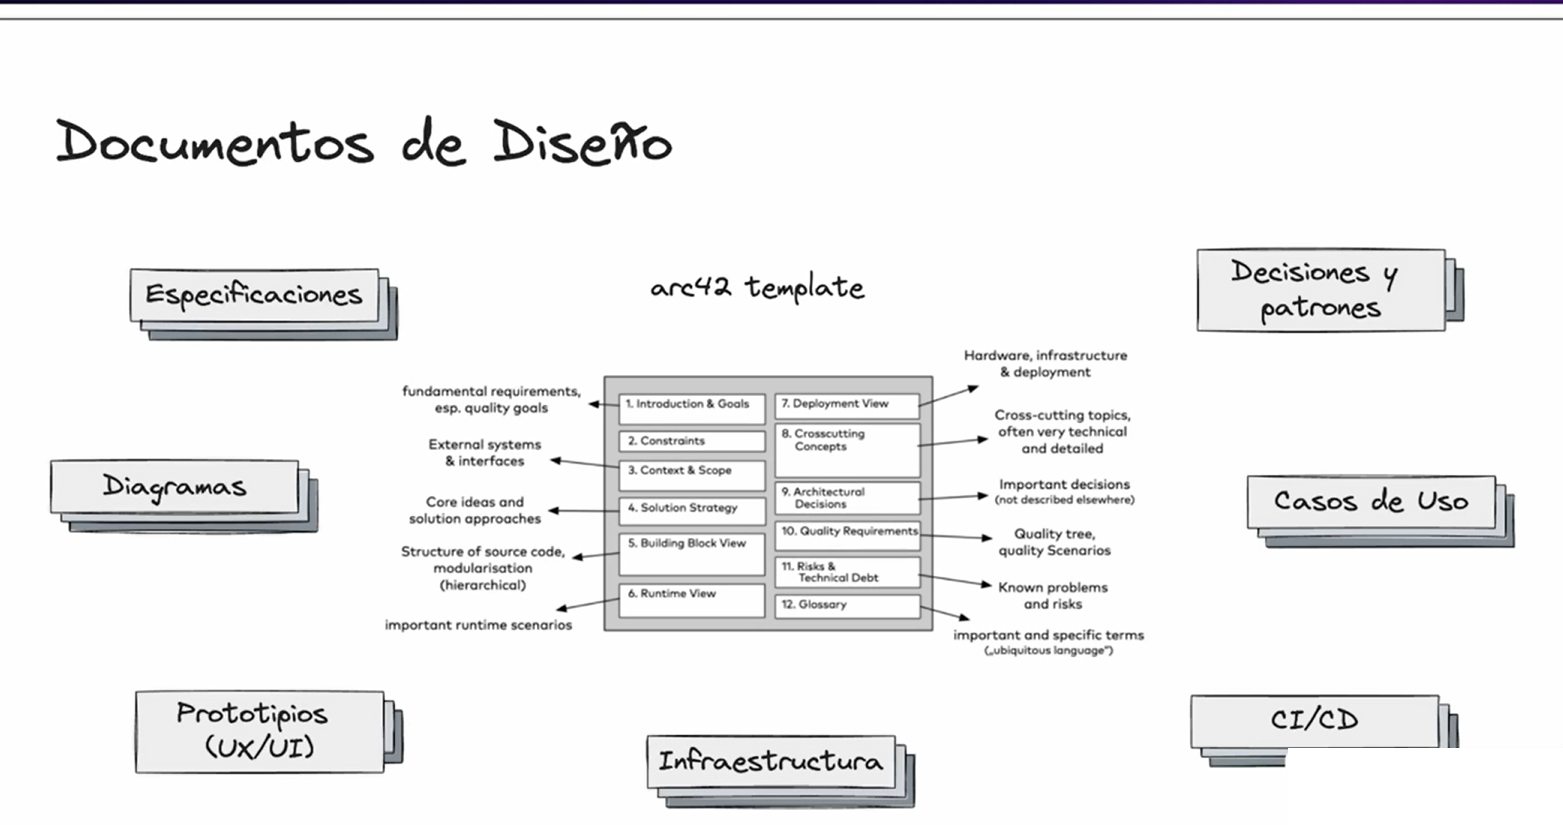 Documentos de Diseño
Especificaciones
arc42 template
Decisiones y
patrones
Diagramas
Casos de Uso
Prototipios
(UX/UI)
Infraestructura
CI/CD
fundamental requirements,
esp. quality goals
External systems
& interfaces
Core ideas and
solution approaches
Structure of source code,
modularisation
(hierarchical)
important runtime scenarios
1. Introduction & Goals
2. Constraints
3. Context & Scope
4. Solution Strategy
5. Building Block View
6. Runtime View
7. Deployment View
8. Crosscutting
Concepts
9. Architectural
Decisions
10. Quality Requirements
11. Risks &
Technical Debt
12. Glossary
Hardware, infrastructure
& deployment
Cross-cutting topics,
often very technical
and detailed
Important decisions
(not described elsewhere)
Quality tree,
quality Scenarios
Known problems
and risks
important and specific terms
(„ubiquitous language")